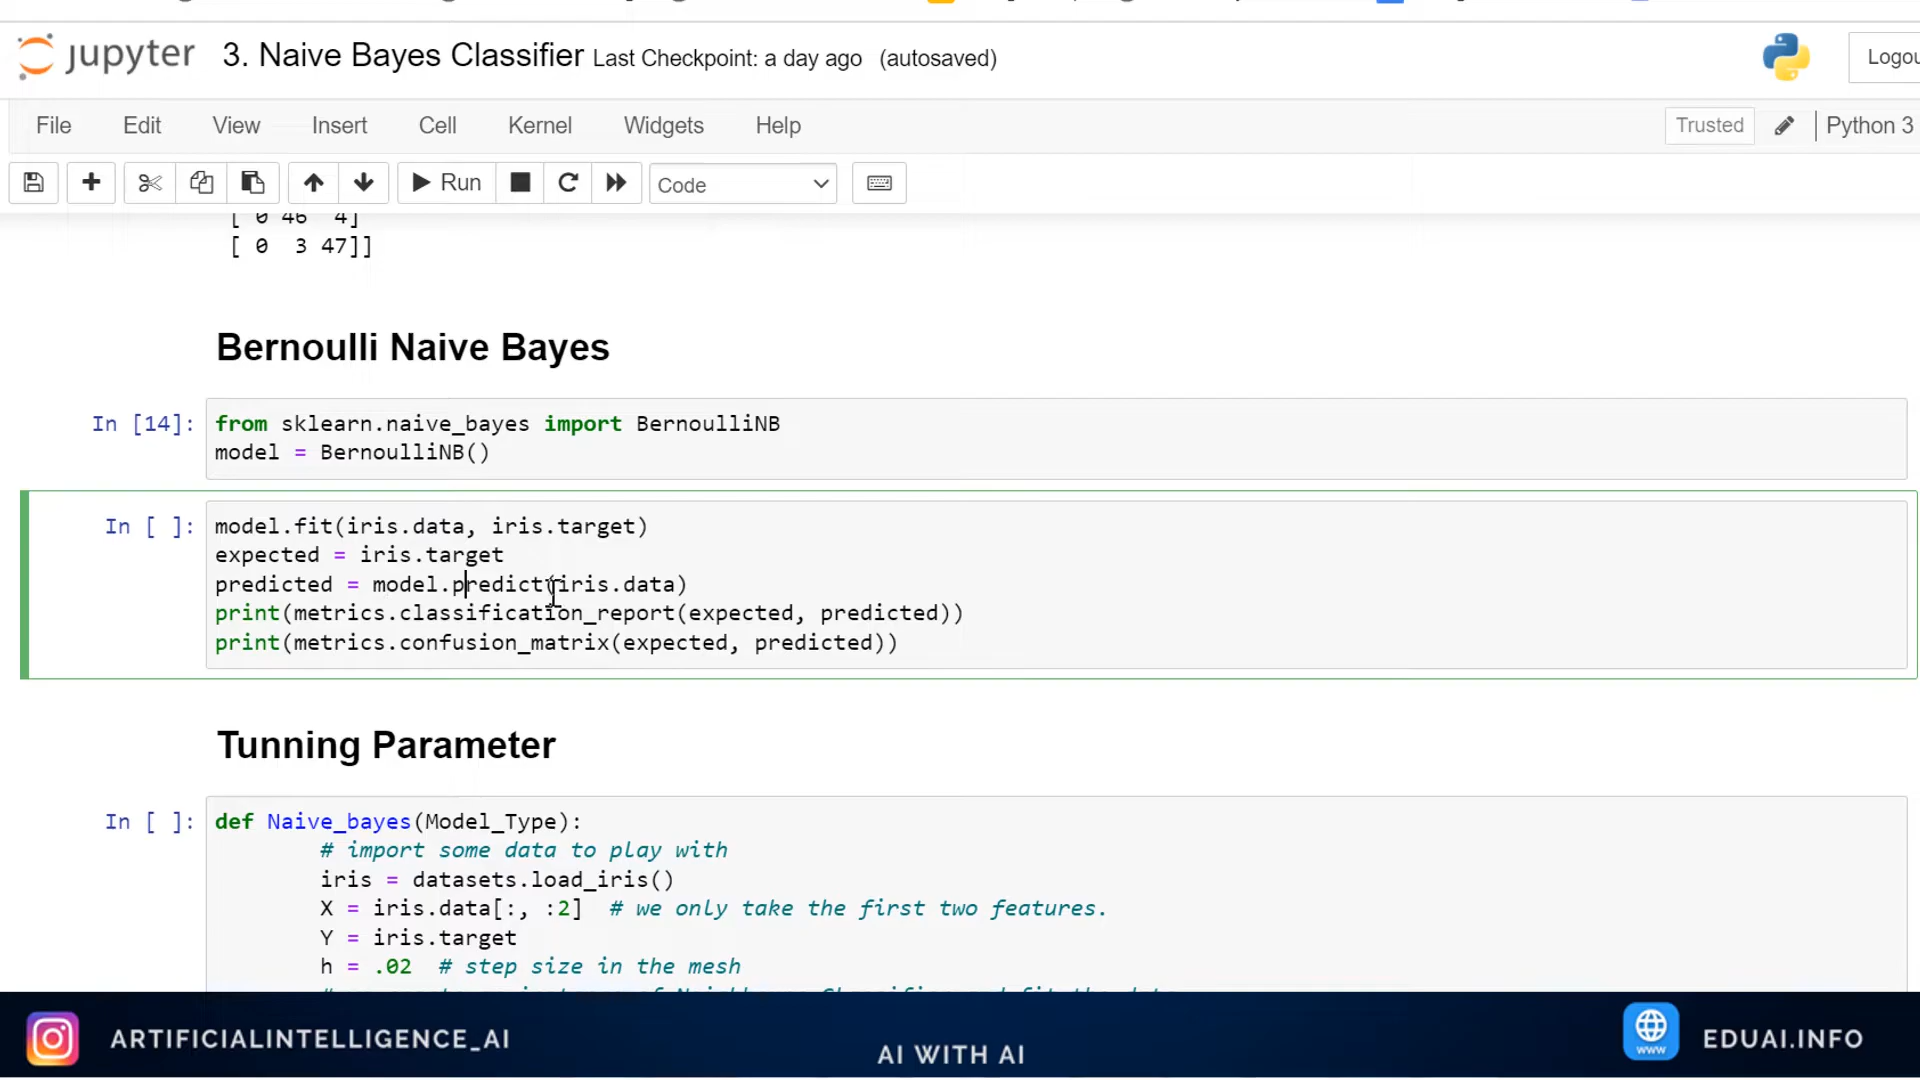 jupyter 3. Naive Bayes Classifier Last Checkpoint: a day ago (autosaved)
Logou
File Edit View Insert Cell Kernel Widgets Help
Trusted Python 3
Run Code
[ 0 46 4]
[ 0 3 47]]
Bernoulli Naive Bayes
In [14]: from sklearn.naive_bayes import BernoulliNB
model = BernoulliNB()
In [ ]: model.fit(iris.data, iris.target)
expected = iris.target
predicted = model.predict(iris.data)
print(metrics.classification_report(expected, predicted))
print(metrics.confusion_matrix(expected, predicted))
Tunning Parameter
In [ ]: def Naive_bayes(Model_Type):
# import some data to play with
iris = datasets.load_iris()
X = iris.data[:, :2] # we only take the first two features.
Y = iris.target
h = .02 # step size in the mesh
ARTIFICIALINTELLIGENCE_AI
AI WITH AI
WWW
EDUAI.INFO